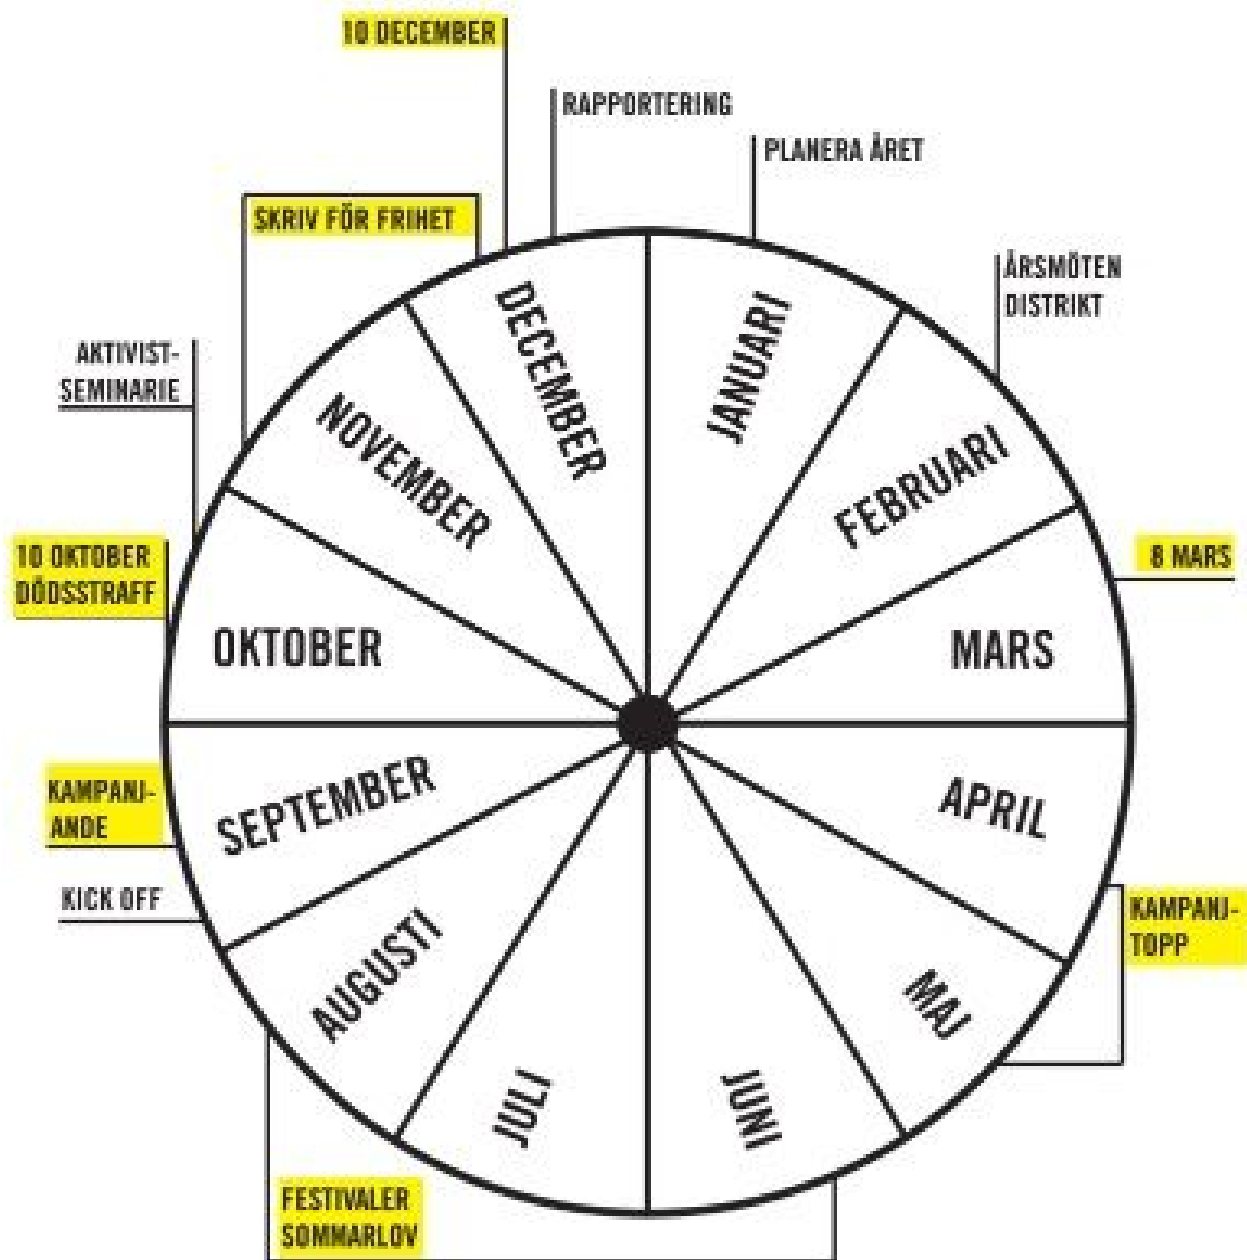 10 DECEMBER
RAPPORTERING
PLANERA ÅRET
SKRIV FÖR FRIHET
ÅRSMÖTEN
DISTRIKT
AKTIVIST-
SEMINARIE
10 OKTOBER
DÖDSSTRAFF
8 MARS
KAMPANJ-
ANDE
KICK OFF
KAMPANJ-
TOPP
FESTIVALER
SOMMARLOV
JANUARI
FEBRUARI
MARS
APRIL
MAJ
JUNI
JULI
AUGUSTI
SEPTEMBER
OKTOBER
NOVEMBER
DECEMBER